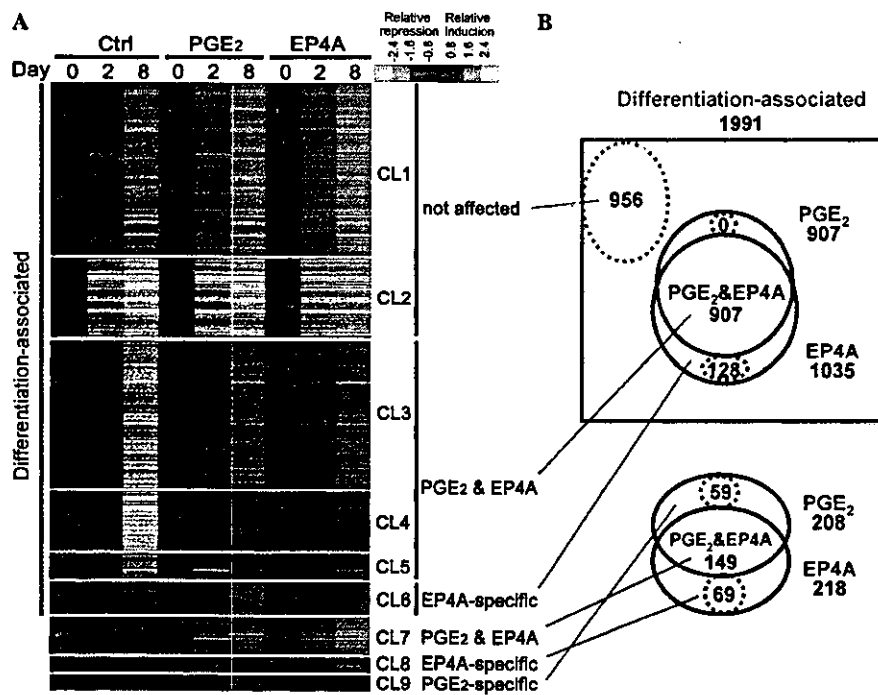 A
B
Relative repression
Relative Induction
-2.4
-1.6
-0.8
0.8
1.6
2.4
Ctrl PGE2 EP4A
Day 0 2 8 0 2 8 0 2 8
Differentiation-associated
CL1
not affected
CL2
CL3
PGE2 & EP4A
CL4
CL5
CL6 EP4A-specific
CL7 PGE2 & EP4A
CL8 EP4A-specific
CL9 PGE2-specific
Differentiation-associated
1991
956
0
PGE2
907
PGE2&EP4A
907
128
EP4A
1035
59
PGE2
208
PGE2&EP4A
149
69
EP4A
218